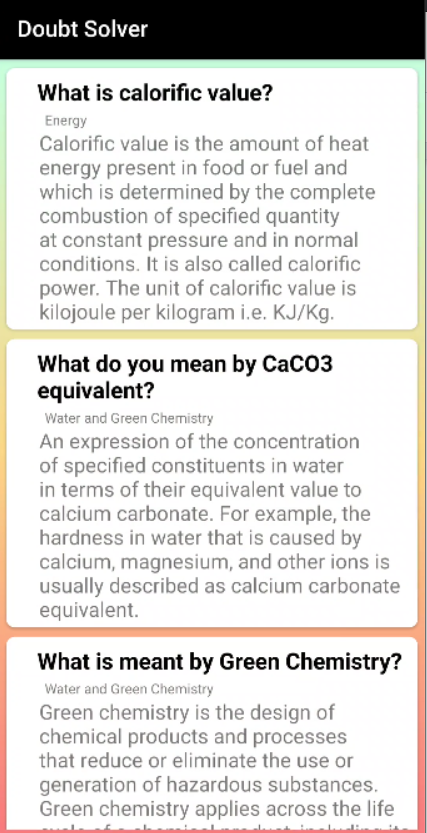 Doubt Solver
What is calorific value?
Energy
Calorific value is the amount of heat
energy present in food or fuel and
which is determined by the complete
combustion of specified quantity
at constant pressure and in normal
conditions. It is also called calorific
power. The unit of calorific value is
kilojoule per kilogram i.e. KJ/Kg.
What do you mean by CaCO3
equivalent?
Water and Green Chemistry
An expression of the concentration
of specified constituents in water
in terms of their equivalent value to
calcium carbonate. For example, the
hardness in water that is caused by
calcium, magnesium, and other ions is
usually described as calcium carbonate
equivalent.
What is meant by Green Chemistry?
Water and Green Chemistry
Green chemistry is the design of
chemical products and processes
that reduce or eliminate the use or
generation of hazardous substances.
Green chemistry applies across the life
cycle of a chemical product, including its